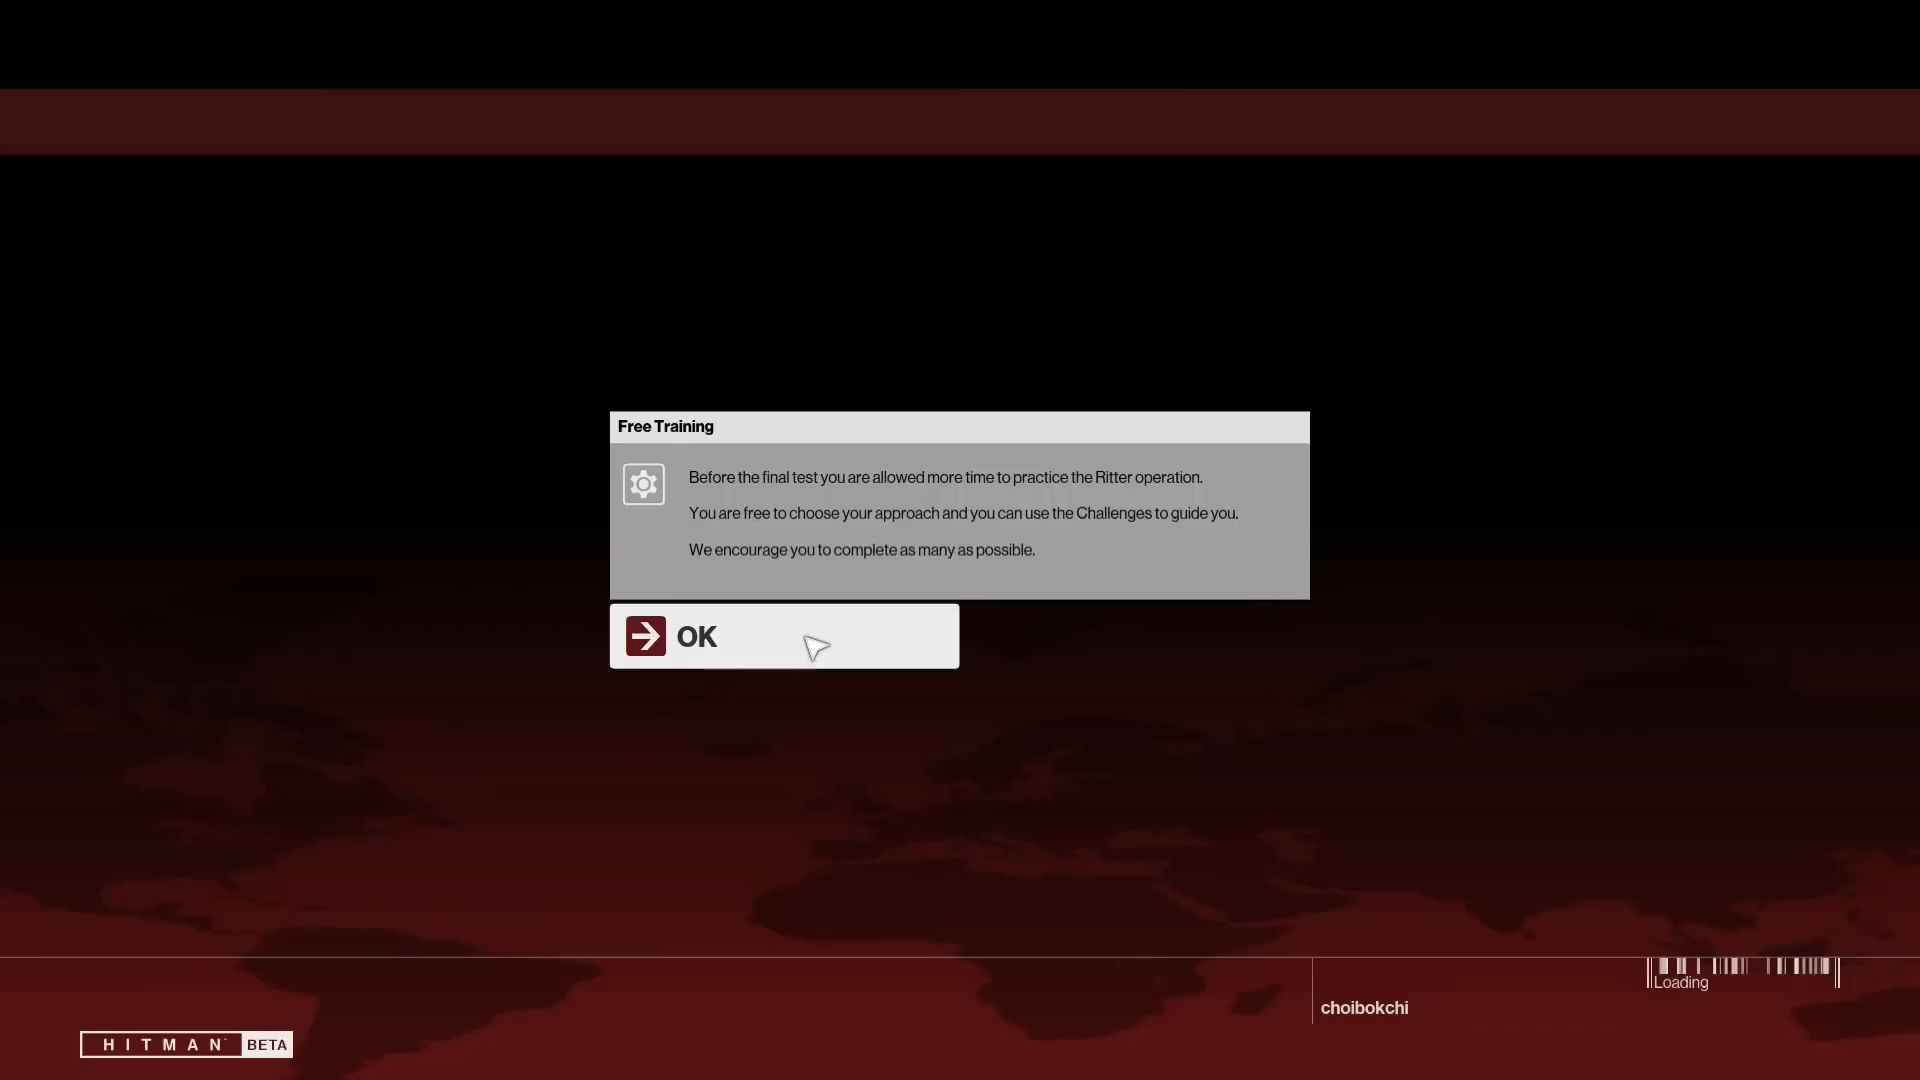 Free Training
Before the final test you are allowed more time to practice the Ritter operation.
You are free to choose your approach and you can use the Challenges to guide you.
We encourage you to complete as many as possible.
OK
Loading
choibokchi
HITMAN™ BETA